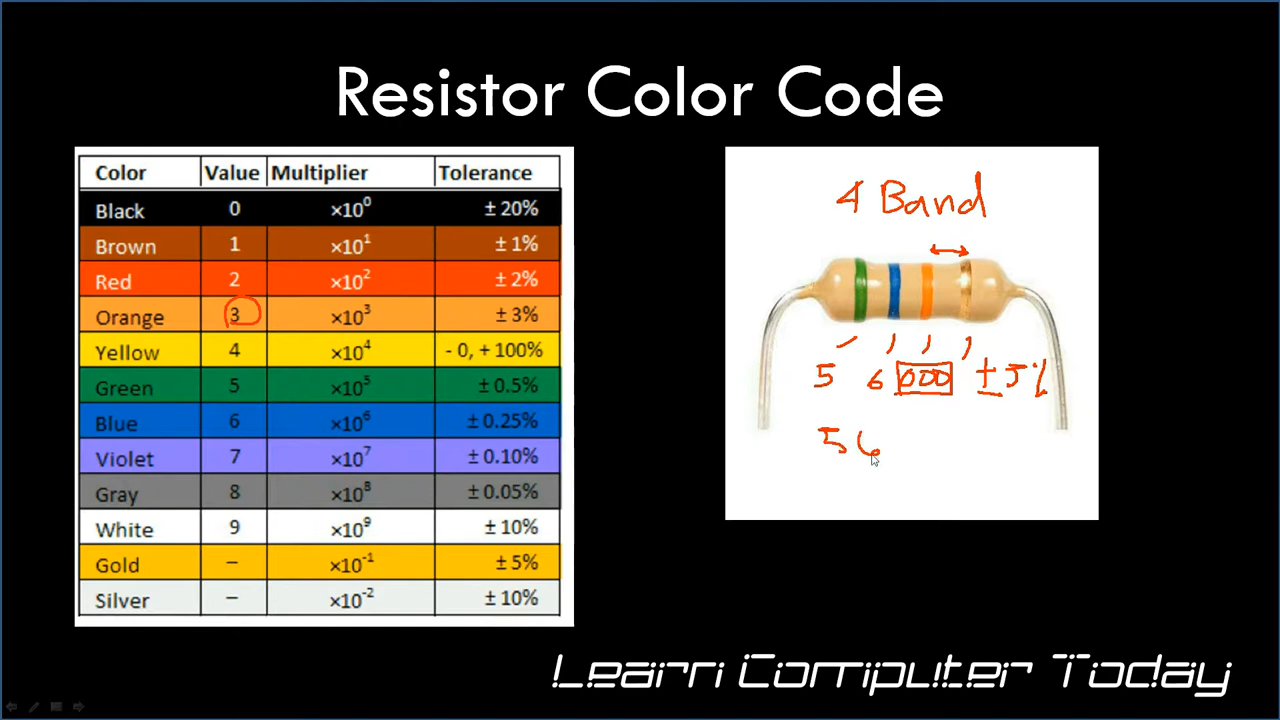 Resistor Color Code
Color Value Multiplier Tolerance
Black 0 ×10⁰ ± 20%
Brown 1 ×10¹ ± 1%
Red 2 ×10² ± 2%
Orange 3 ×10³ ± 3%
Yellow 4 ×10⁴ - 0, + 100%
Green 5 ×10⁵ ± 0.5%
Blue 6 ×10⁶ ± 0.25%
Violet 7 ×10⁷ ± 0.10%
Gray 8 ×10⁸ ± 0.05%
White 9 ×10⁹ ± 10%
Gold – ×10⁻¹ ± 5%
Silver – ×10⁻² ± 10%
4 Band
5 6 000 ± 5%
56
Learn Computer Today